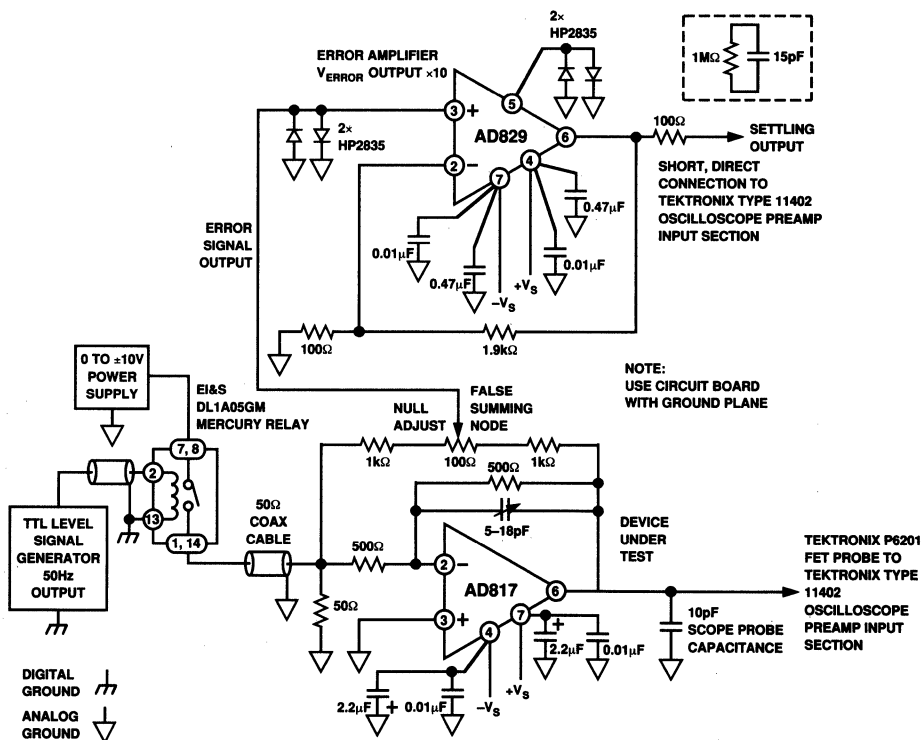 2×
HP2835
ERROR AMPLIFIER
VERROR OUTPUT ×10
1MΩ
15pF
3
+
5
AD829
6
100Ω
SETTLING
OUTPUT
2×
HP2835
2
−
4
7
SHORT, DIRECT
CONNECTION TO
TEKTRONIX TYPE 11402
OSCILLOSCOPE PREAMP
INPUT SECTION
ERROR
SIGNAL
OUTPUT
0.47μF
0.01μF
0.01μF
0.47μF
+VS
−VS
100Ω
1.9kΩ
0 TO ±10V
POWER
SUPPLY
EI&S
DL1A05GM
MERCURY RELAY
NOTE:
USE CIRCUIT BOARD
WITH GROUND PLANE
NULL
ADJUST
FALSE
SUMMING
NODE
7, 8
1kΩ
100Ω
1kΩ
2
500Ω
13
5–18pF
TTL LEVEL
SIGNAL
GENERATOR
50Hz
OUTPUT
1, 14
50Ω
COAX
CABLE
500Ω
DEVICE
UNDER
TEST
2
−
AD817
6
3
+
4
7
50Ω
TEKTRONIX P6201
FET PROBE TO
TEKTRONIX TYPE
11402
OSCILLOSCOPE
PREAMP INPUT
SECTION
10pF
SCOPE PROBE
CAPACITANCE
+
2.2μF
0.01μF
+VS
−VS
2.2μF
+
0.01μF
DIGITAL
GROUND
ANALOG
GROUND